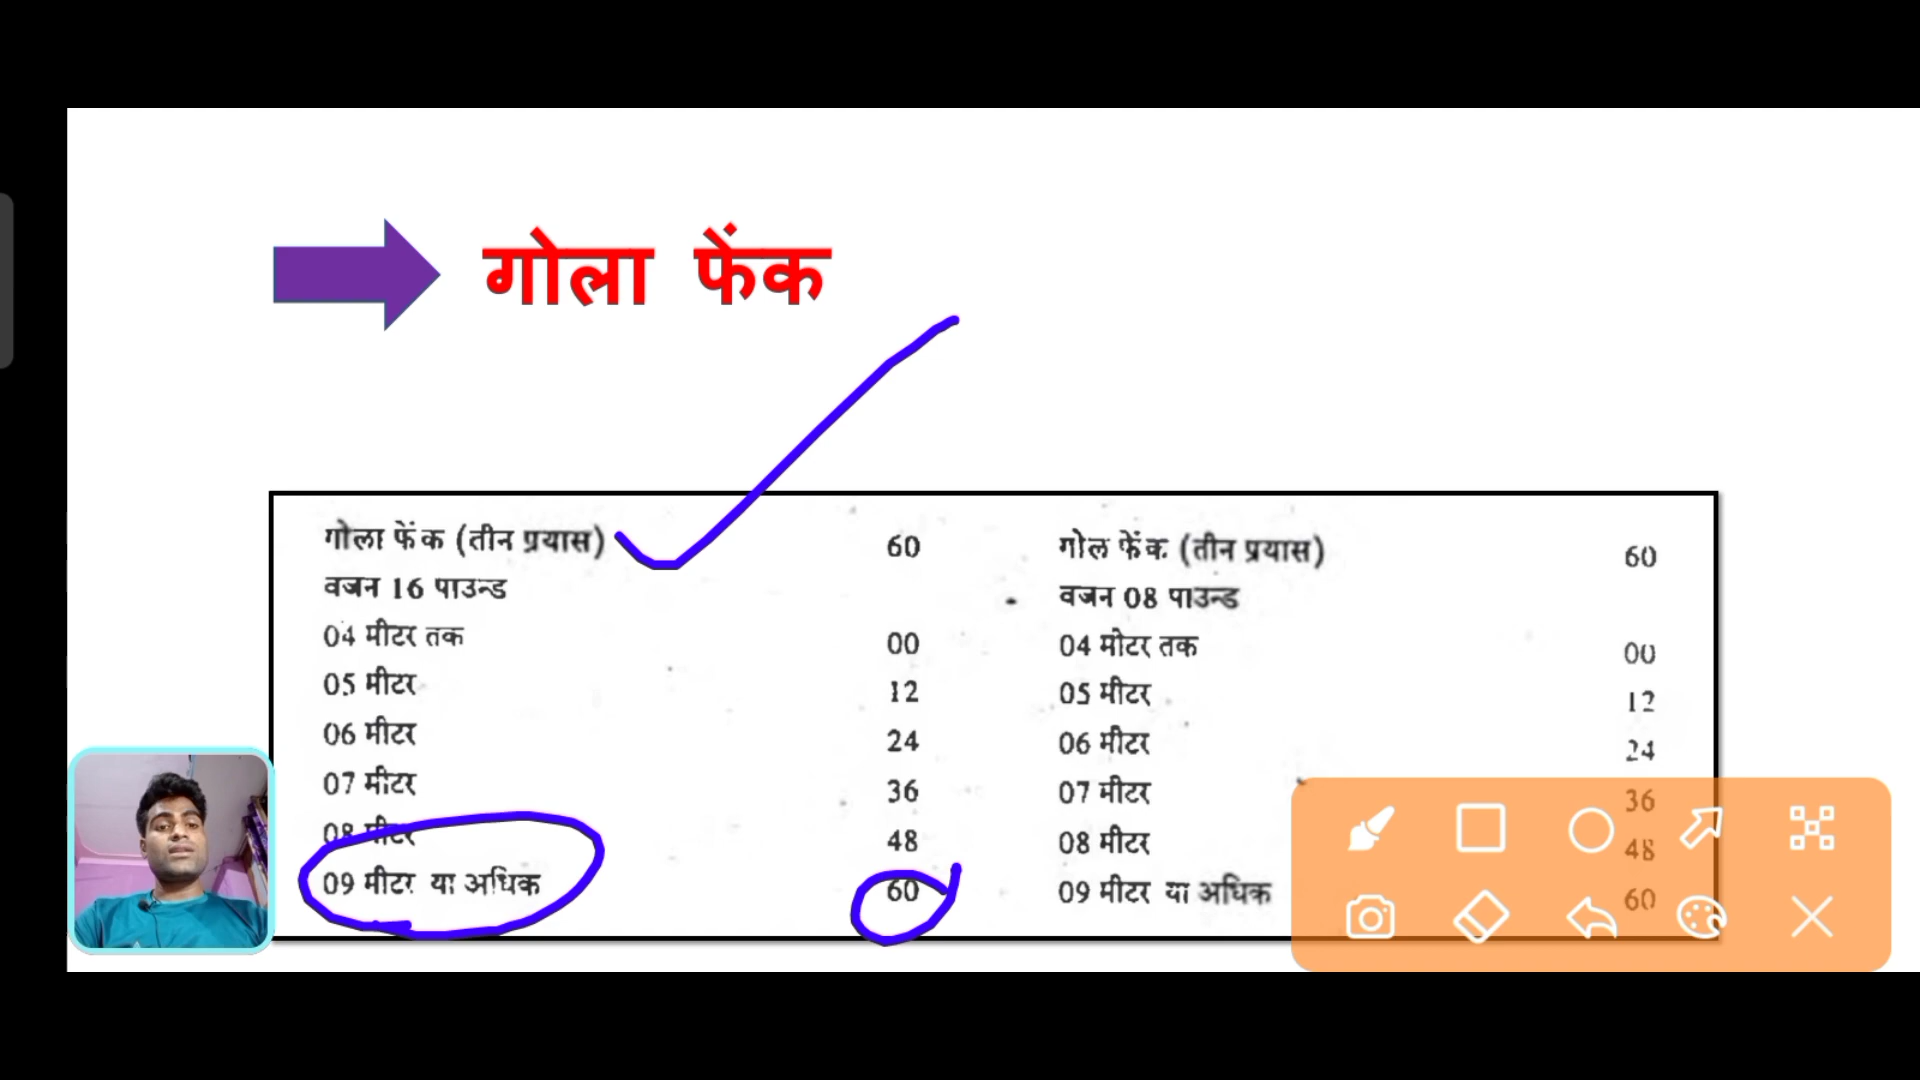 गोला फेंक
गोला फेंक (तीन प्रयास) 60
वजन 16 पाउन्ड
04 मीटर तक 00
05 मीटर 12
06 मीटर 24
07 मीटर 36
08 मीटर 48
09 मीटर या अधिक 60
गोल फेंक (तीन प्रयास) 60
वजन 08 पाउन्ड
04 मीटर तक 00
05 मीटर 12
06 मीटर 24
07 मीटर 36
08 मीटर 48
09 मीटर या अधिक 60